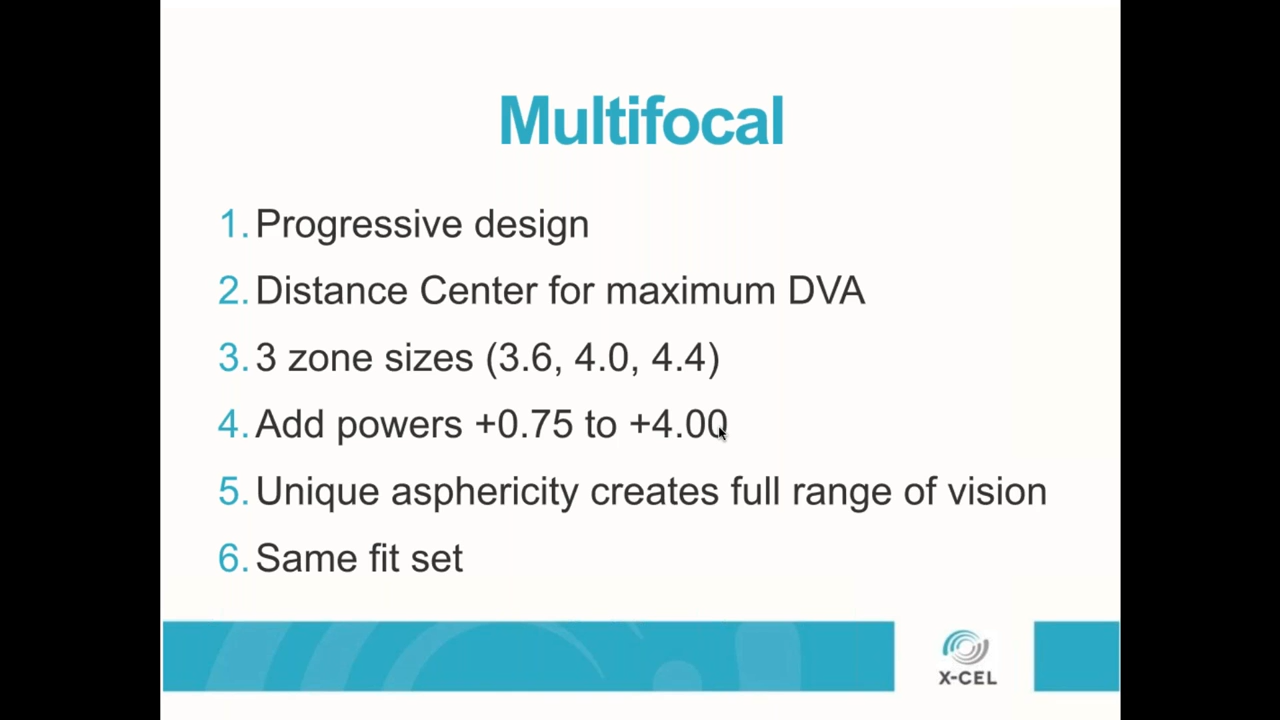 Multifocal
1. Progressive design
2. Distance Center for maximum DVA
3. 3 zone sizes (3.6, 4.0, 4.4)
4. Add powers +0.75 to +4.00
5. Unique asphericity creates full range of vision
6. Same fit set
X-CEL